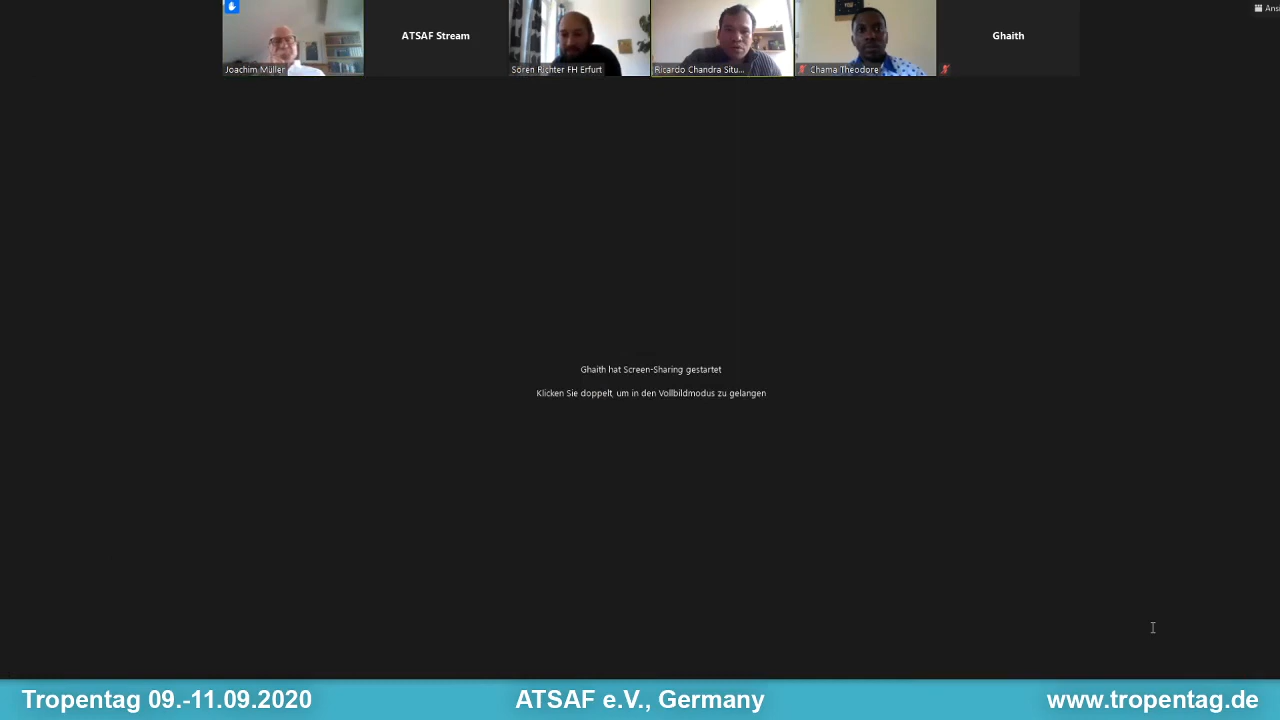 Ansi
Joachim Müller
ATSAF Stream
Sören Richter FH Erfurt
Ricardo Chandra Situ...
Chama Theodore
Ghaith
Ghaith hat Screen-Sharing gestartet
Klicken Sie doppelt, um in den Vollbildmodus zu gelangen
Tropentag 09.-11.09.2020
ATSAF e.V., Germany
www.tropentag.de